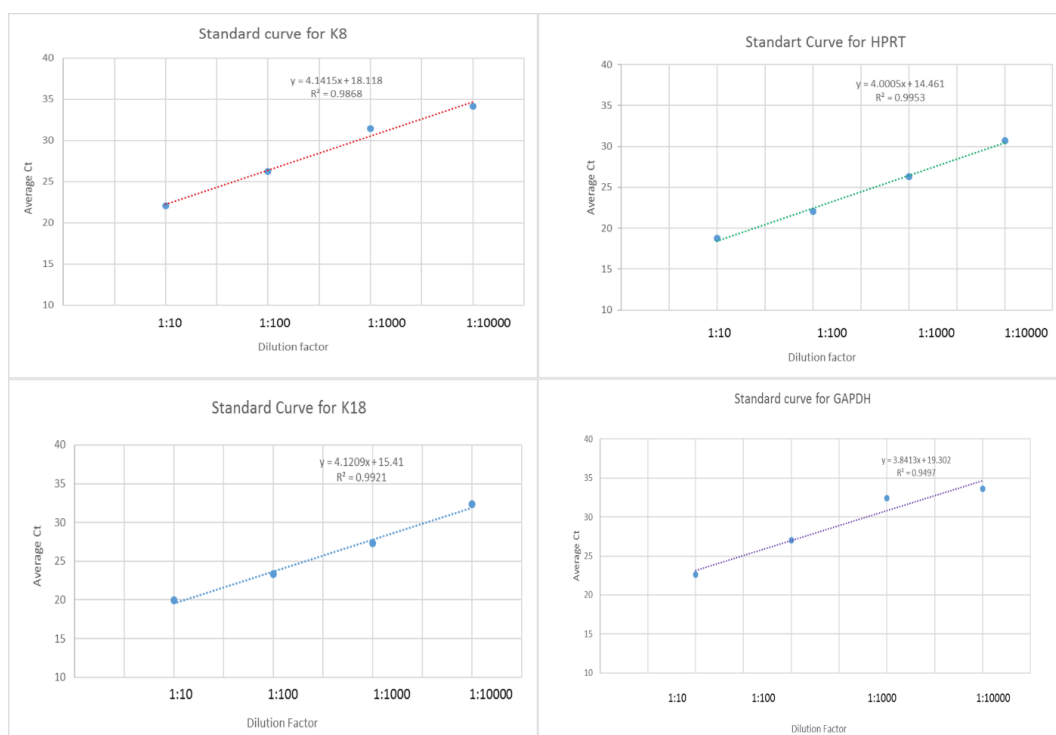 Standard curve for K8
y = 4.1415x + 18.118
R² = 0.9868
40
35
30
25
20
15
10
Average Ct
1:10 1:100 1:1000 1:10000
Dilution factor
Standart Curve for HPRT
y = 4.0005x + 14.461
R² = 0.9953
40
35
30
25
20
15
10
Average Ct
1:10 1:100 1:1000 1:10000
Dilution factor
Standard Curve for K18
y = 4.1209x + 15.41
R² = 0.9921
40
35
30
25
20
15
10
Average Ct
1:10 1:100 1:1000 1:10000
Dilution Factor
Standard curve for GAPDH
y = 3.8413x + 19.302
R² = 0.9497
40
35
30
25
20
15
10
Average Ct
1:10 1:100 1:1000 1:10000
Dilution Factor